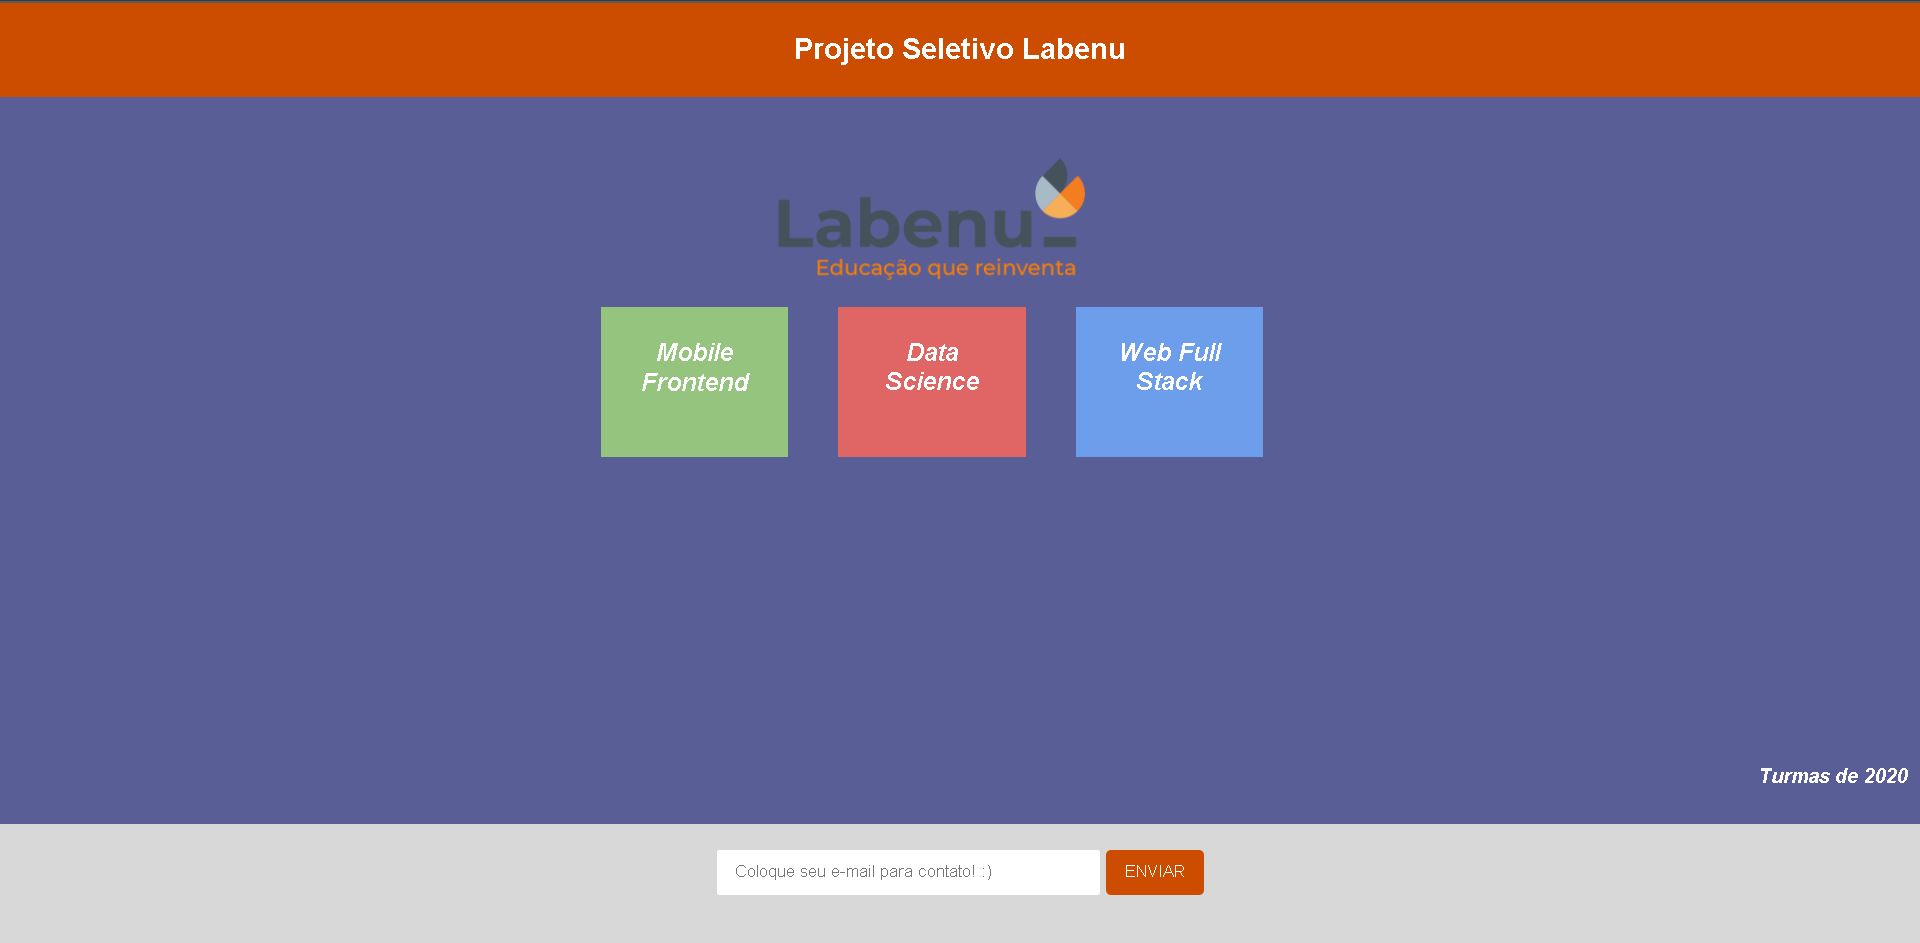 Projeto Seletivo Labenu
Labenu_
Educação que reinventa
Mobile
Frontend
Data
Science
Web Full
Stack
Turmas de 2020
Coloque seu e-mail para contato! :)
ENVIAR